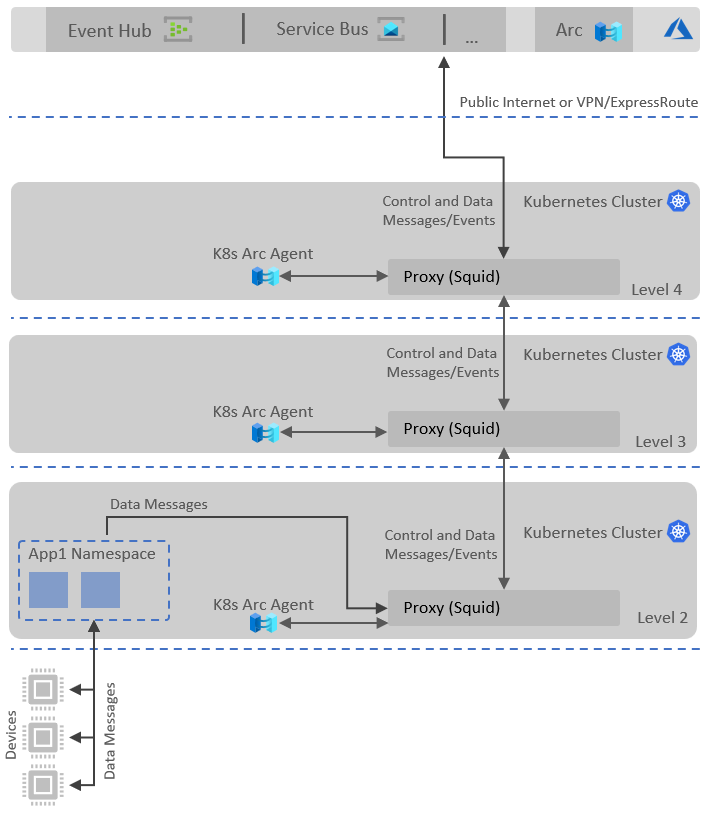 Event Hub
Service Bus
...
Arc
Public Internet or VPN/ExpressRoute
Control and Data
Messages/Events
Kubernetes Cluster
K8s Arc Agent
Proxy (Squid)
Level 4
Control and Data
Messages/Events
Kubernetes Cluster
K8s Arc Agent
Proxy (Squid)
Level 3
Data Messages
Control and Data
Messages/Events
Kubernetes Cluster
App1 Namespace
K8s Arc Agent
Proxy (Squid)
Level 2
Devices
Data Messages